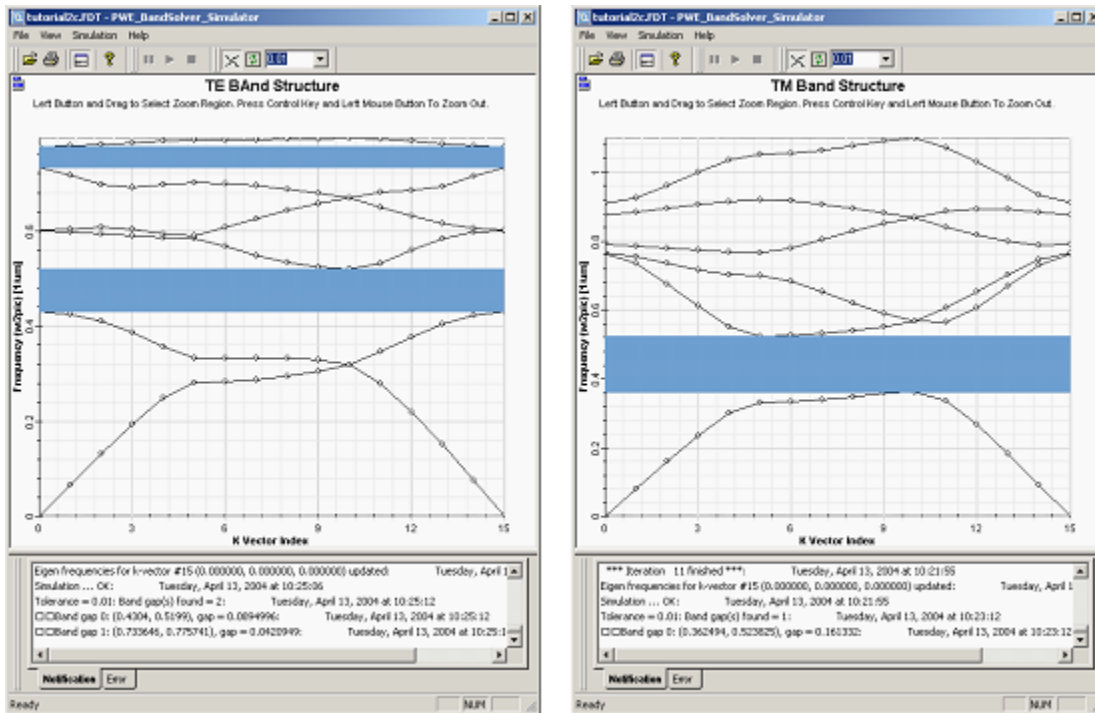 tutorial2c.FDT - PWE_BandSolver_Simulator
File View Simulation Help
0.01
TE BAnd Structure
Left Button and Drag to Select Zoom Region. Press Control Key and Left Mouse Button To Zoom Out.
Frequency (w/2pic) [1/um]
0.6
0.4
0.2
0
0 3 6 9 12 15
K Vector Index
Eigen frequencies for k-vector #15 (0.000000, 0.000000, 0.000000) updated: Tuesday, April 1
Simulation ... OK: Tuesday, April 13, 2004 at 10:25:06
Tolerance = 0.01: Band gap(s) found = 2: Tuesday, April 13, 2004 at 10:25:12
Band gap 0: (0.4304, 0.5199), gap = 0.0894996: Tuesday, April 13, 2004 at 10:25:12
Band gap 1: (0.733646, 0.775741), gap = 0.0420949: Tuesday, April 13, 2004 at 10:25:1
Notification Error
Ready NUM
tutorial2c.FDT - PWE_BandSolver_Simulator
File View Simulation Help
0.01
TM Band Structure
Left Button and Drag to Select Zoom Region. Press Control Key and Left Mouse Button To Zoom Out.
Frequency (w/2pic) [1/um]
1
0.8
0.6
0.4
0.2
0
0 3 6 9 12 15
K Vector Index
*** Iteration 11 finished ***: Tuesday, April 13, 2004 at 10:21:55
Eigen frequencies for k-vector #15 (0.000000, 0.000000, 0.000000) updated: Tuesday, April 1
Simulation ... OK: Tuesday, April 13, 2004 at 10:21:55
Tolerance = 0.01: Band gap(s) found = 1: Tuesday, April 13, 2004 at 10:23:12
Band gap 0: (0.362494, 0.523825), gap = 0.161332: Tuesday, April 13, 2004 at 10:23:12
Notification Error
Ready NUM